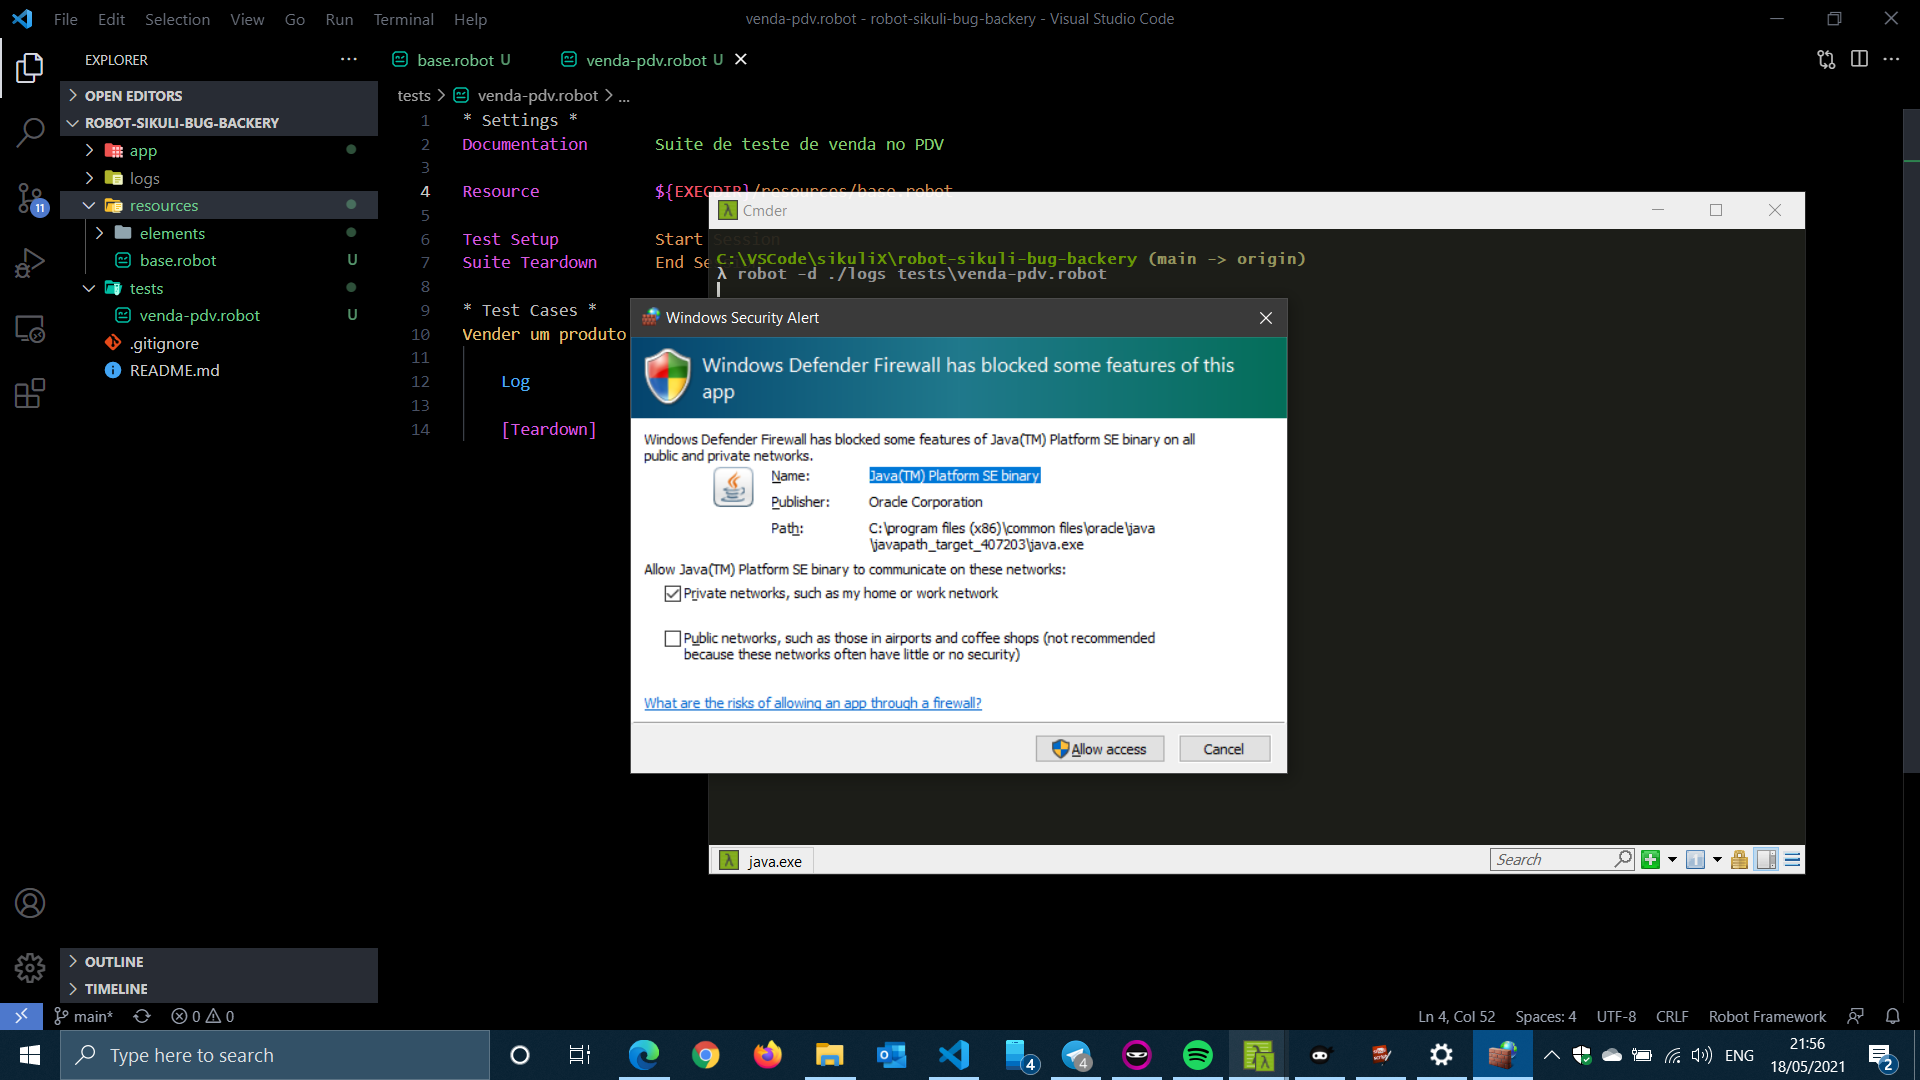 File Edit Selection View Go Run Terminal Help
venda-pdv.robot - robot-sikuli-bug-backery - Visual Studio Code
EXPLORER
base.robot U
venda-pdv.robot U
OPEN EDITORS
ROBOT-SIKULI-BUG-BACKERY
app
logs
resources
elements
base.robot U
tests
venda-pdv.robot U
.gitignore
README.md
OUTLINE
TIMELINE
tests > venda-pdv.robot > ...
1 * Settings *
2 Documentation Suite de teste de venda no PDV
3
4 Resource ${EXECDIR}/resources/base.robot
5
6 Test Setup Start Session
7 Suite Teardown End Se
8
9 * Test Cases *
10 Vender um produto
11
12 Log
13
14 [Teardown]
Cmder
C:\VSCode\sikuliX\robot-sikuli-bug-backery (main -> origin)
λ robot -d ./logs tests\venda-pdv.robot
Windows Security Alert
Windows Defender Firewall has blocked some features of this
app
Windows Defender Firewall has blocked some features of Java(TM) Platform SE binary on all
public and private networks.
Name: Java(TM) Platform SE binary
Publisher: Oracle Corporation
Path: C:\program files (x86)\common files\oracle\java
\javapath_target_407203\java.exe
Allow Java(TM) Platform SE binary to communicate on these networks:
Private networks, such as my home or work network
Public networks, such as those in airports and coffee shops (not recommended
because these networks often have little or no security)
What are the risks of allowing an app through a firewall?
Allow access
Cancel
λ java.exe
Search
11
main*
0 0
Ln 4, Col 52
Spaces: 4
UTF-8
CRLF
Robot Framework
Type here to search
4
4
ENG
21:56
18/05/2021
2